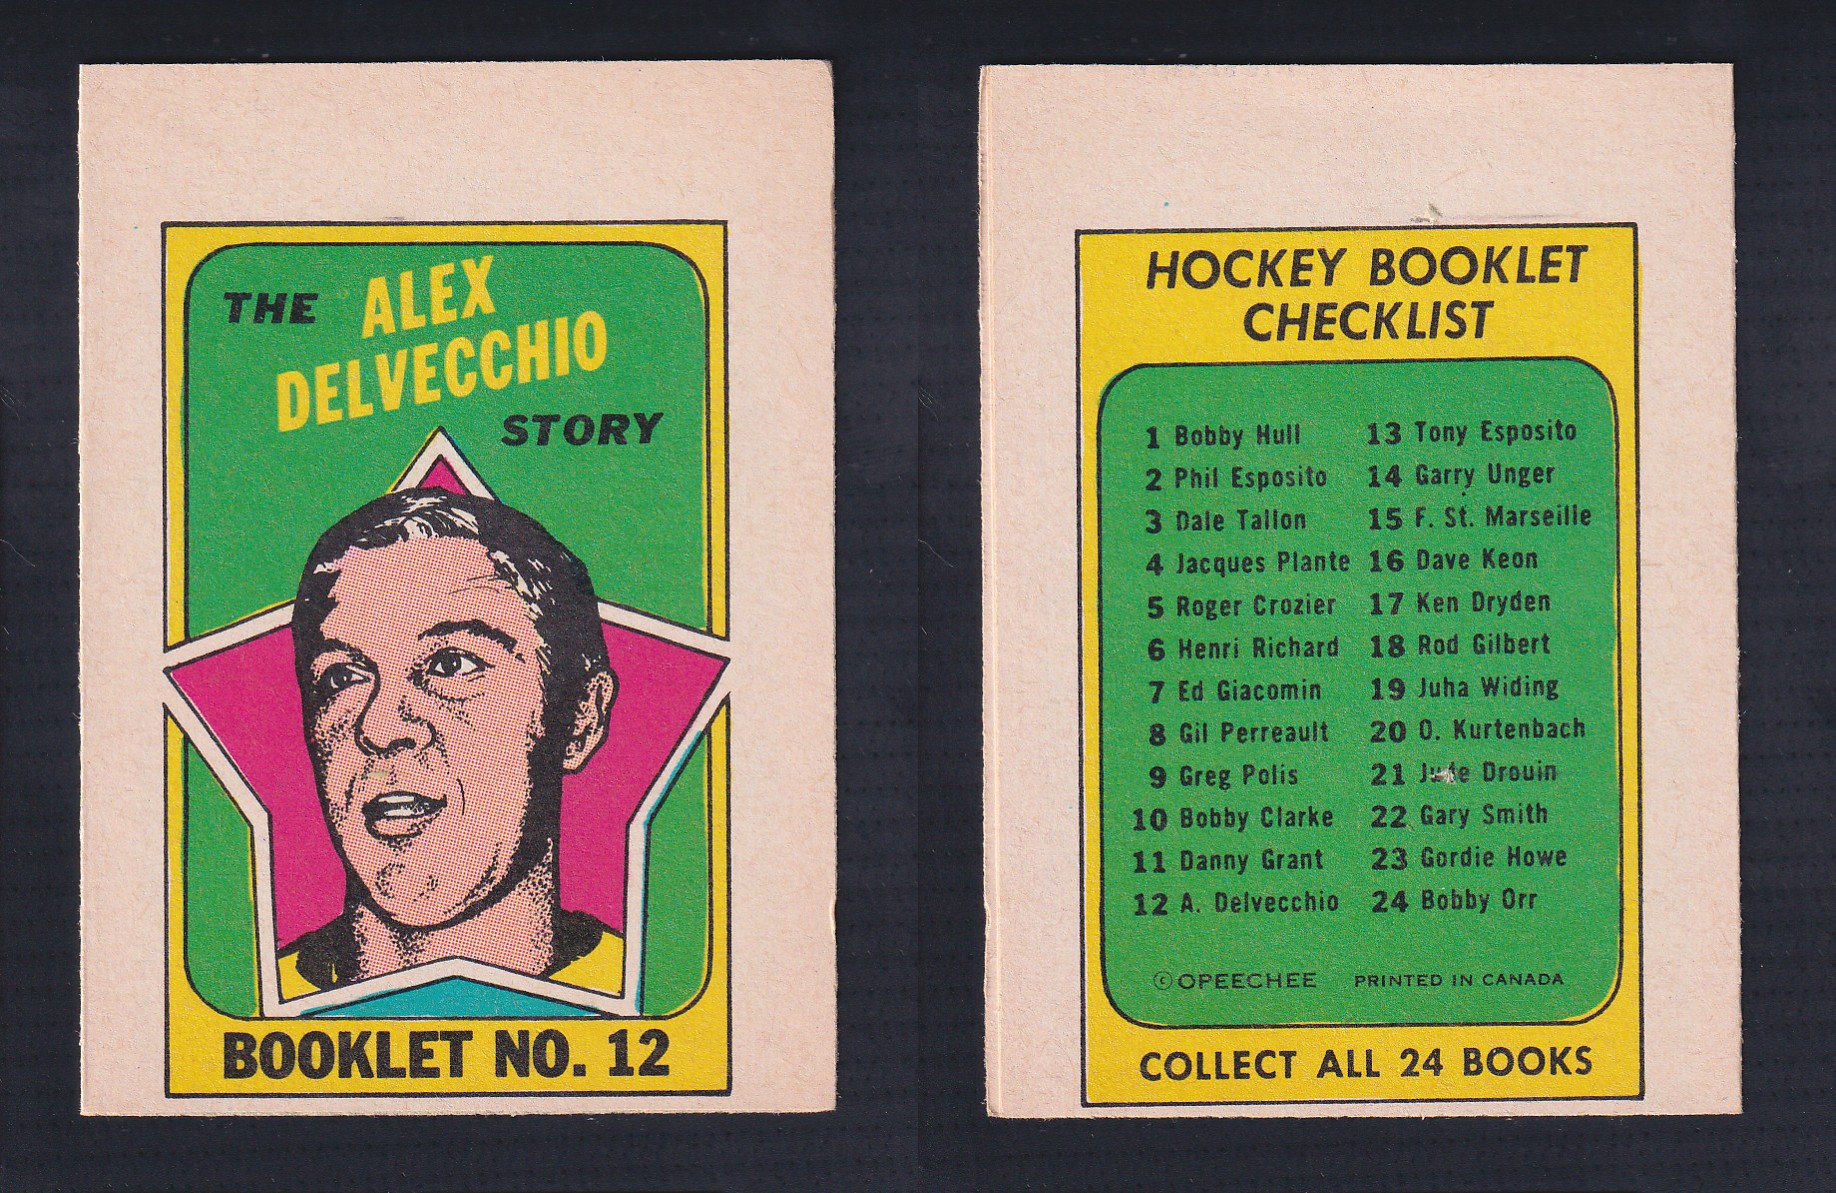 THE ALEX
DELVECCHIO
STORY
BOOKLET NO. 12
HOCKEY BOOKLET
CHECKLIST
1 Bobby Hull
2 Phil Esposito
3 Dale Tallon
4 Jacques Plante
5 Roger Crozier
6 Henri Richard
7 Ed Giacomin
8 Gil Perreault
9 Greg Polis
10 Bobby Clarke
11 Danny Grant
12 A. Delvecchio
13 Tony Esposito
14 Garry Unger
15 F. St. Marseille
16 Dave Keon
17 Ken Dryden
18 Rod Gilbert
19 Juha Widing
20 O. Kurtenbach
21 Jude Drouin
22 Gary Smith
23 Gordie Howe
24 Bobby Orr
© OPEECHEE PRINTED IN CANADA
COLLECT ALL 24 BOOKS